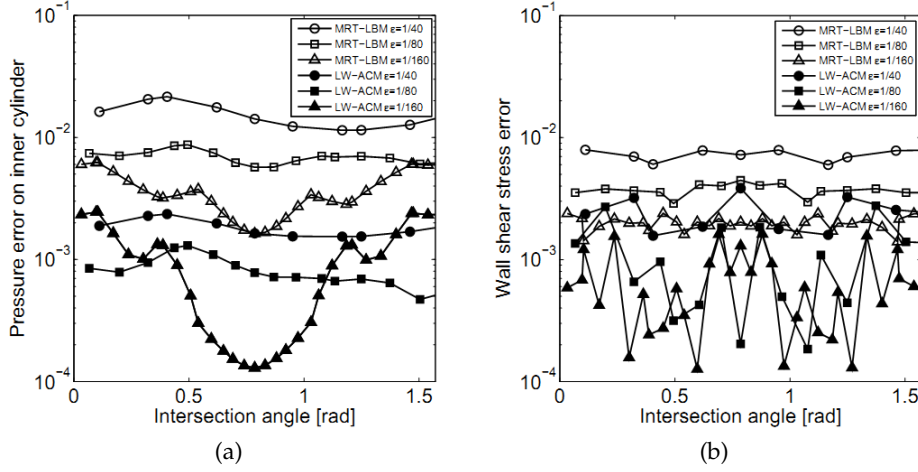 MRT-LBM ε=1/40
MRT-LBM ε=1/80
MRT-LBM ε=1/160
LW-ACM ε=1/40
LW-ACM ε=1/80
LW-ACM ε=1/160
Pressure error on inner cylinder
10⁻¹
10⁻²
10⁻³
10⁻⁴
0 0.5 1 1.5
Intersection angle [rad]
(a)
MRT-LBM ε=1/40
MRT-LBM ε=1/80
MRT-LBM ε=1/160
LW-ACM ε=1/40
LW-ACM ε=1/80
LW-ACM ε=1/160
Wall shear stress error
10⁻¹
10⁻²
10⁻³
10⁻⁴
0 0.5 1 1.5
Intersection angle [rad]
(b)